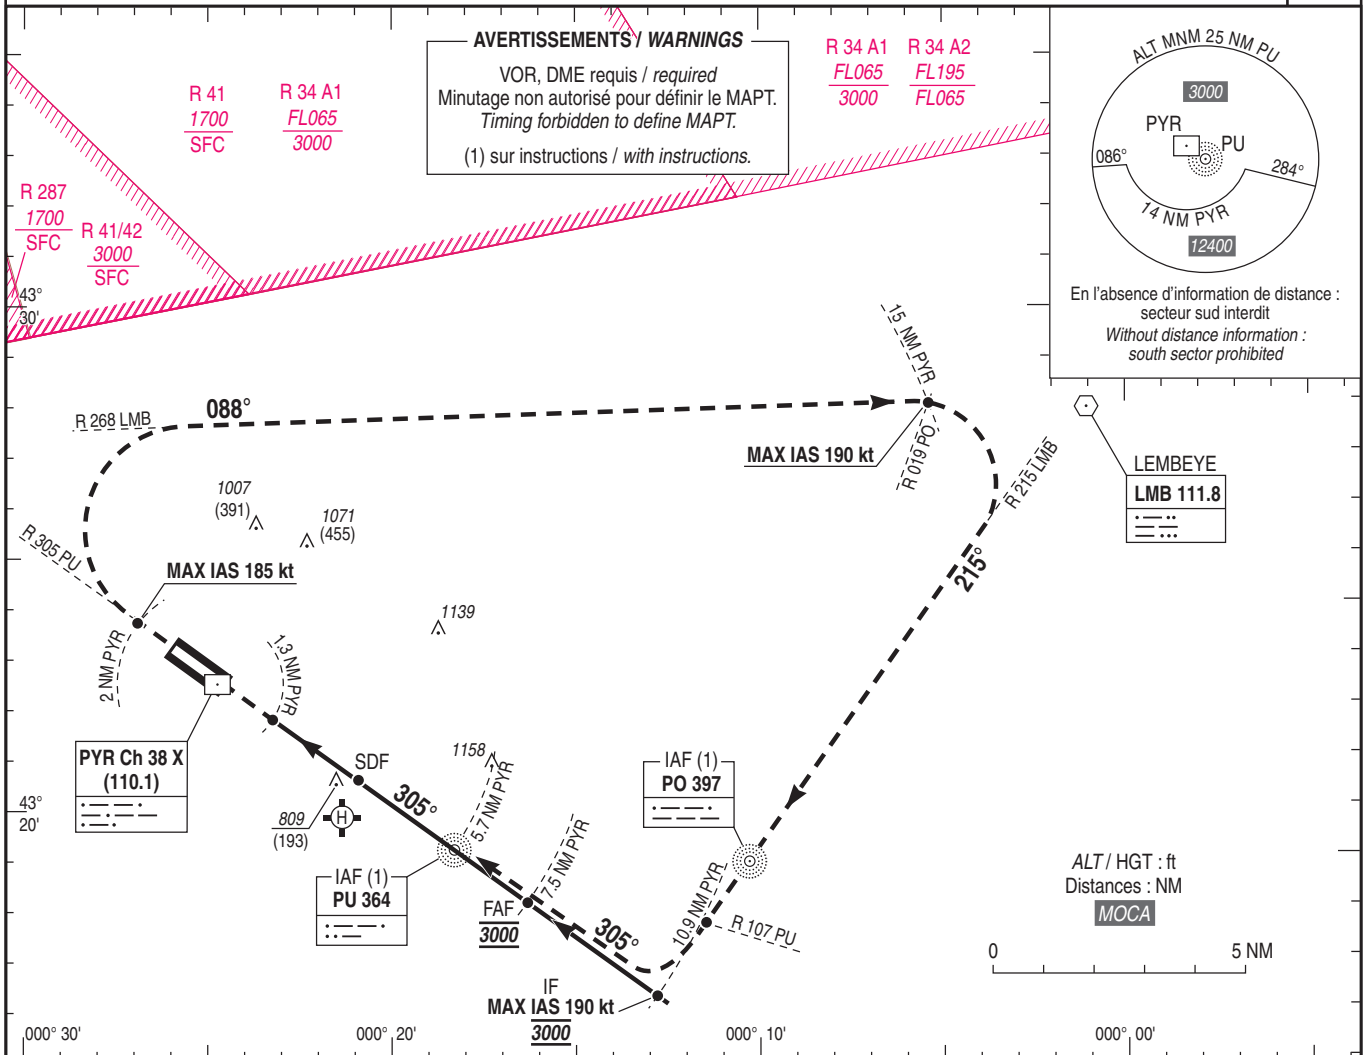 AVERTISSEMENTS / WARNINGS
VOR, DME requis / required
Minutage non autorisé pour définir le MAPT.
Timing forbidden to define MAPT.
(1) sur instructions / with instructions.
R 41
1700
SFC
R 34 A1
FL065
3000
R 34 A1
FL065
3000
R 34 A2
FL195
FL065
R 287
1700
SFC
R 41/42
3000
SFC
ALT MNM 25 NM PU
3000
PYR
PU
086°
284°
14 NM PYR
12400
En l'absence d'information de distance :
secteur sud interdit
Without distance information :
south sector prohibited
43°
30'
15 NM PYR
R 268 LMB
088°
MAX IAS 190 kt
R 019 PO
R 215 LMB
LEMBEYE
LMB 111.8
1007
(391)
1071
(455)
R 305 PU
MAX IAS 185 kt
215°
1139
2 NM PYR
1.3 NM PYR
PYR Ch 38 X
(110.1)
SDF
1158
5.7 NM PYR
IAF (1)
PO 397
305°
43°
20'
809
(193)
H
7.5 NM PYR
IAF (1)
PU 364
FAF
3000
10.9 NM PYR
305°
R 107 PU
ALT / HGT : ft
Distances : NM
MOCA
0
5 NM
IF
MAX IAS 190 kt
3000
000° 30'
000° 20'
000° 10'
000° 00'